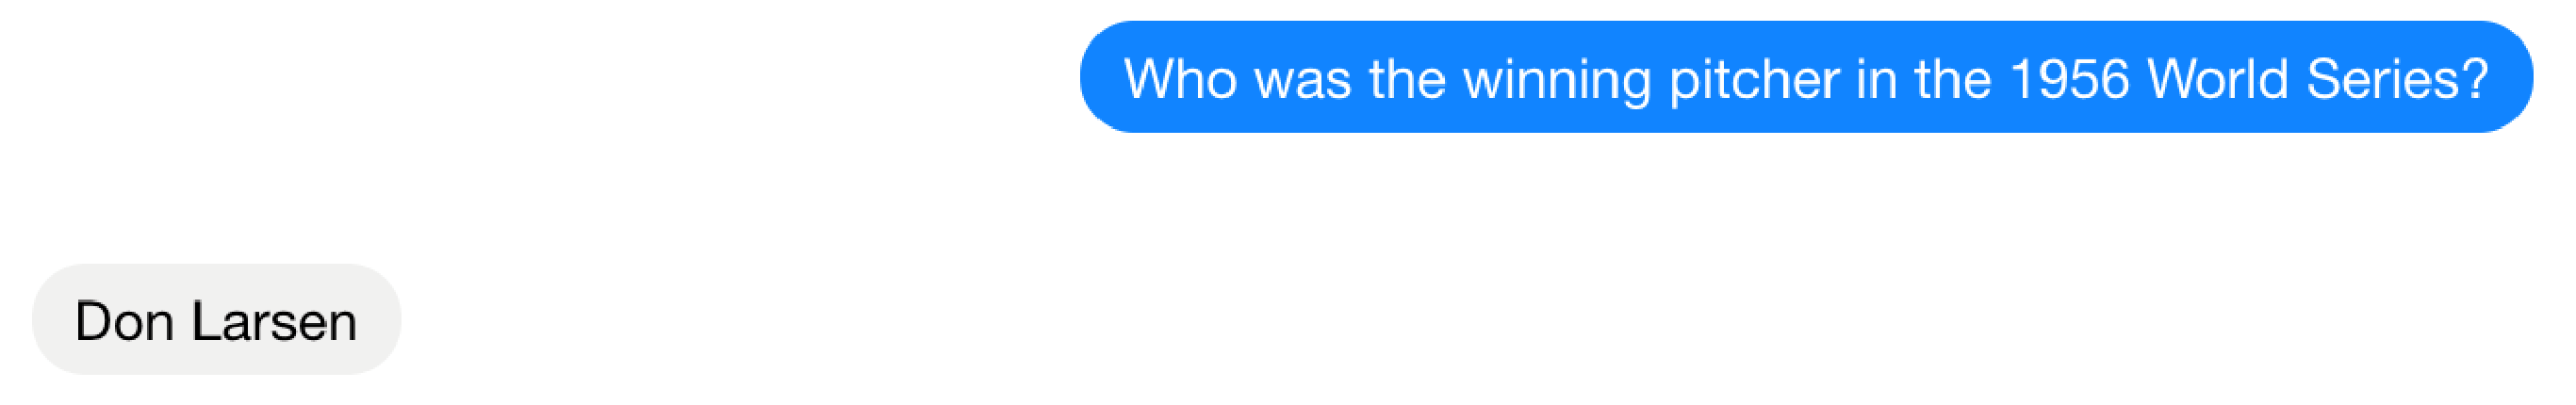 Who was the winning pitcher in the 1956 World Series?
Don Larsen